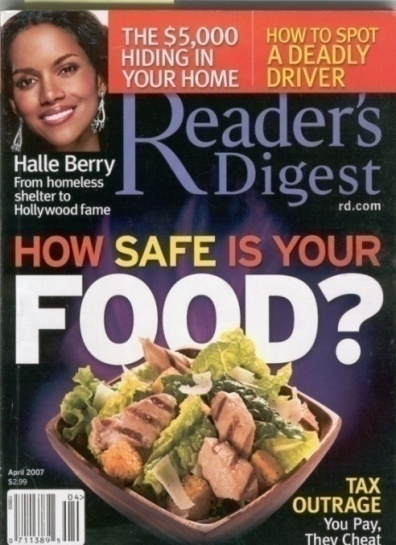 THE $5,000
HIDING IN
YOUR HOME
HOW TO SPOT
A DEADLY
DRIVER
Reader's
Digest
rd.com
Halle Berry
From homeless
shelter to
Hollywood fame
HOW SAFE IS YOUR
FOOD?
April 2007
$2.99
TAX
OUTRAGE
You Pay,
They Cheat
04>
0 711389 5